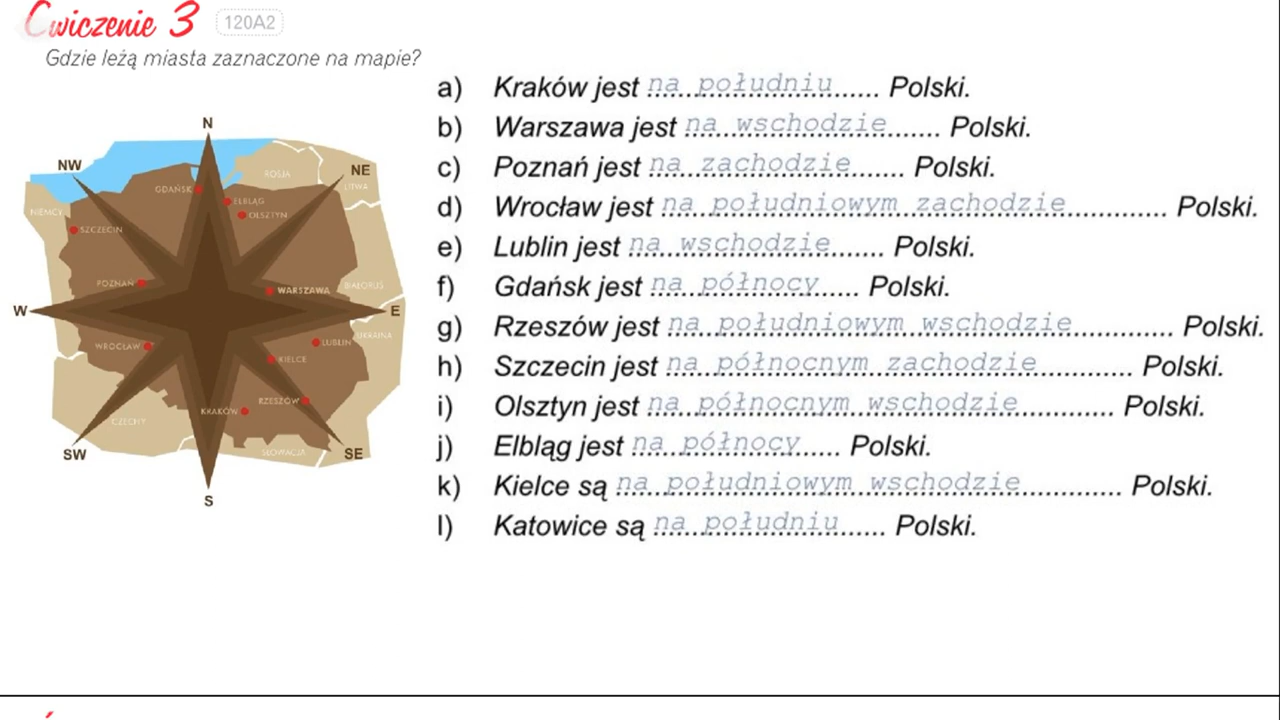 Ćwiczenie 3 120A2
Gdzie leżą miasta zaznaczone na mapie?
a) Kraków jest na południu Polski.
b) Warszawa jest na wschodzie Polski.
c) Poznań jest na zachodzie Polski.
d) Wrocław jest na południowym zachodzie Polski.
e) Lublin jest na wschodzie Polski.
f) Gdańsk jest na północy Polski.
g) Rzeszów jest na południowym wschodzie Polski.
h) Szczecin jest na północnym zachodzie Polski.
i) Olsztyn jest na północnym wschodzie Polski.
j) Elbląg jest na północy Polski.
k) Kielce są na południowym wschodzie Polski.
l) Katowice są na południu Polski.
N
NW
NE
ROSJA
GDAŃSK
LITWA
ELBLĄG
NIEMCY
OLSZTYN
SZCZECIN
POZNAŃ
BIAŁORUŚ
WARSZAWA
W
E
UKRAINA
WROCŁAW
LUBLIN
KIELCE
RZESZÓW
KRAKÓW
CZECHY
SŁOWACJA
SW
SE
S